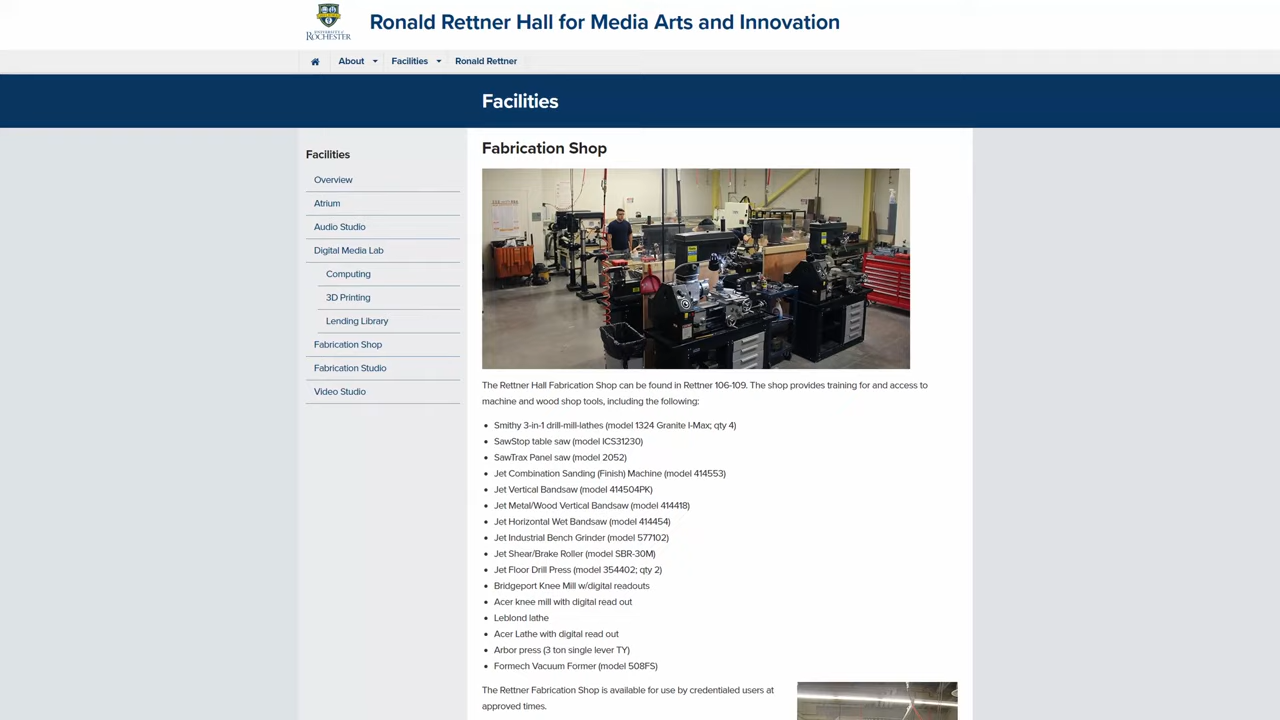 UNIVERSITY of
ROCHESTER
Ronald Rettner Hall for Media Arts and Innovation
About
Facilities
Ronald Rettner
Facilities
Facilities
Overview
Atrium
Audio Studio
Digital Media Lab
Computing
3D Printing
Lending Library
Fabrication Shop
Fabrication Studio
Video Studio
Fabrication Shop
The Rettner Hall Fabrication Shop can be found in Rettner 106-109. The shop provides training for and access to
machine and wood shop tools, including the following:
• Smithy 3-in-1 drill-mill-lathes (model 1324 Granite I-Max; qty 4)
• SawStop table saw (model ICS31230)
• SawTrax Panel saw (model 2052)
• Jet Combination Sanding (Finish) Machine (model 414553)
• Jet Vertical Bandsaw (model 414504PK)
• Jet Metal/Wood Vertical Bandsaw (model 414418)
• Jet Horizontal Wet Bandsaw (model 414454)
• Jet Industrial Bench Grinder (model 577102)
• Jet Shear/Brake Roller (model SBR-30M)
• Jet Floor Drill Press (model 354402; qty 2)
• Bridgeport Knee Mill w/digital readouts
• Acer knee mill with digital read out
• Leblond lathe
• Acer Lathe with digital read out
• Arbor press (3 ton single lever TY)
• Formech Vacuum Former (model 508FS)
The Rettner Fabrication Shop is available for use by credentialed users at
approved times.